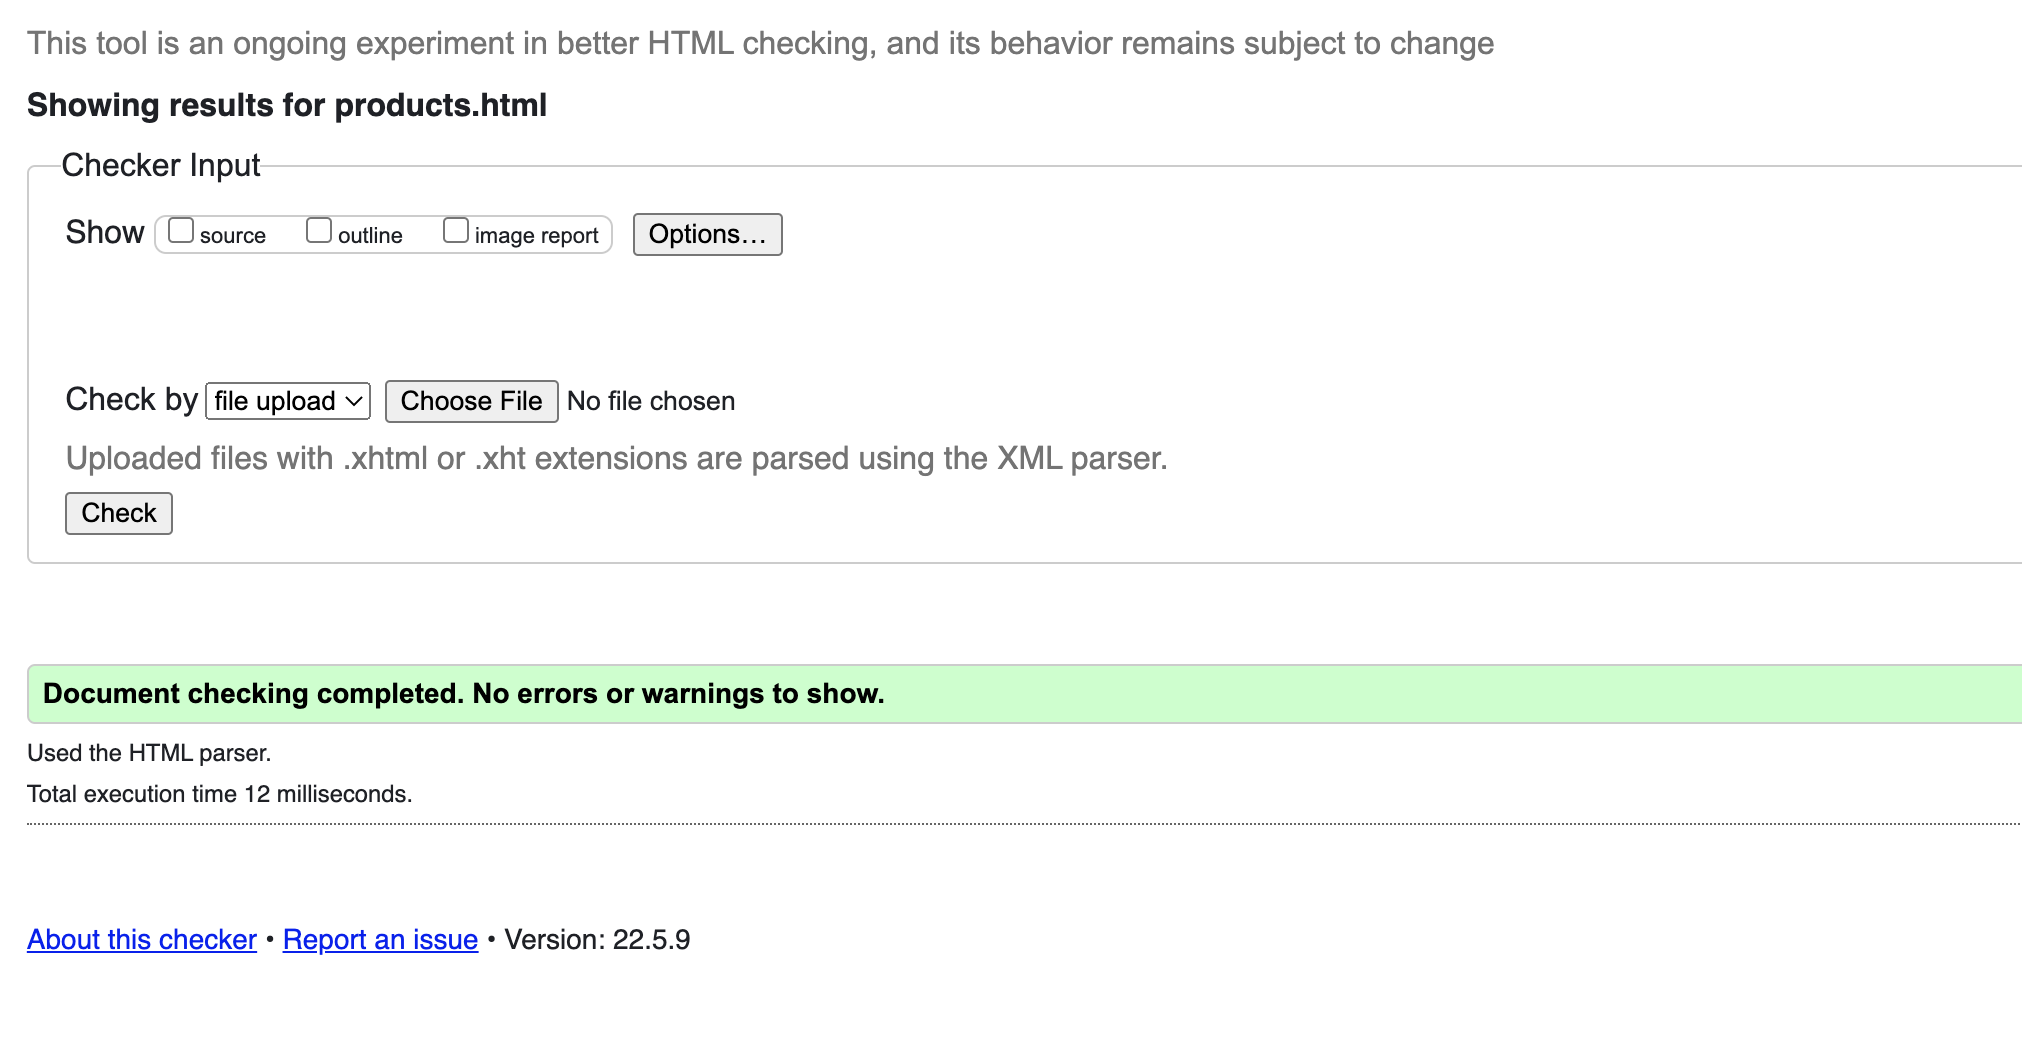 This tool is an ongoing experiment in better HTML checking, and its behavior remains subject to change
Showing results for products.html
Checker Input
Show source outline image report Options…
Check by file upload Choose File No file chosen
Uploaded files with .xhtml or .xht extensions are parsed using the XML parser.
Check
Document checking completed. No errors or warnings to show.
Used the HTML parser.
Total execution time 12 milliseconds.
About this checker • Report an issue • Version: 22.5.9